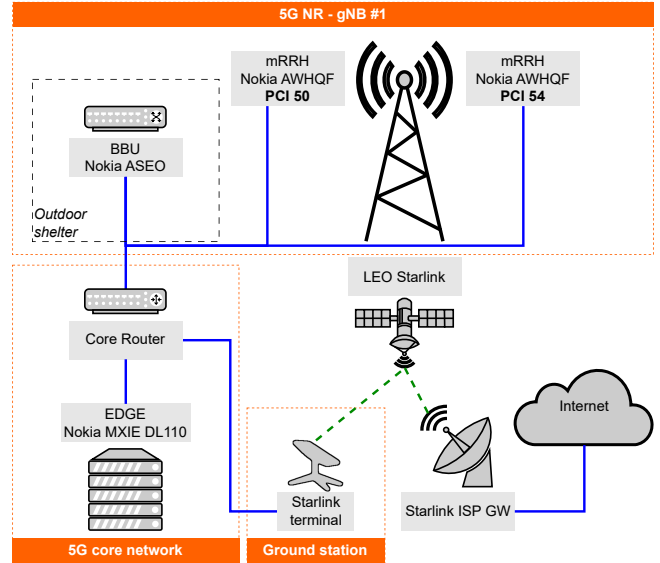 5G NR - gNB #1
mRRH
Nokia AWHQF
PCI 50
mRRH
Nokia AWHQF
PCI 54
BBU
Nokia ASEO
Outdoor
shelter
LEO Starlink
Core Router
EDGE
Nokia MXIE DL110
Internet
Starlink
terminal
Starlink ISP GW
5G core network
Ground station